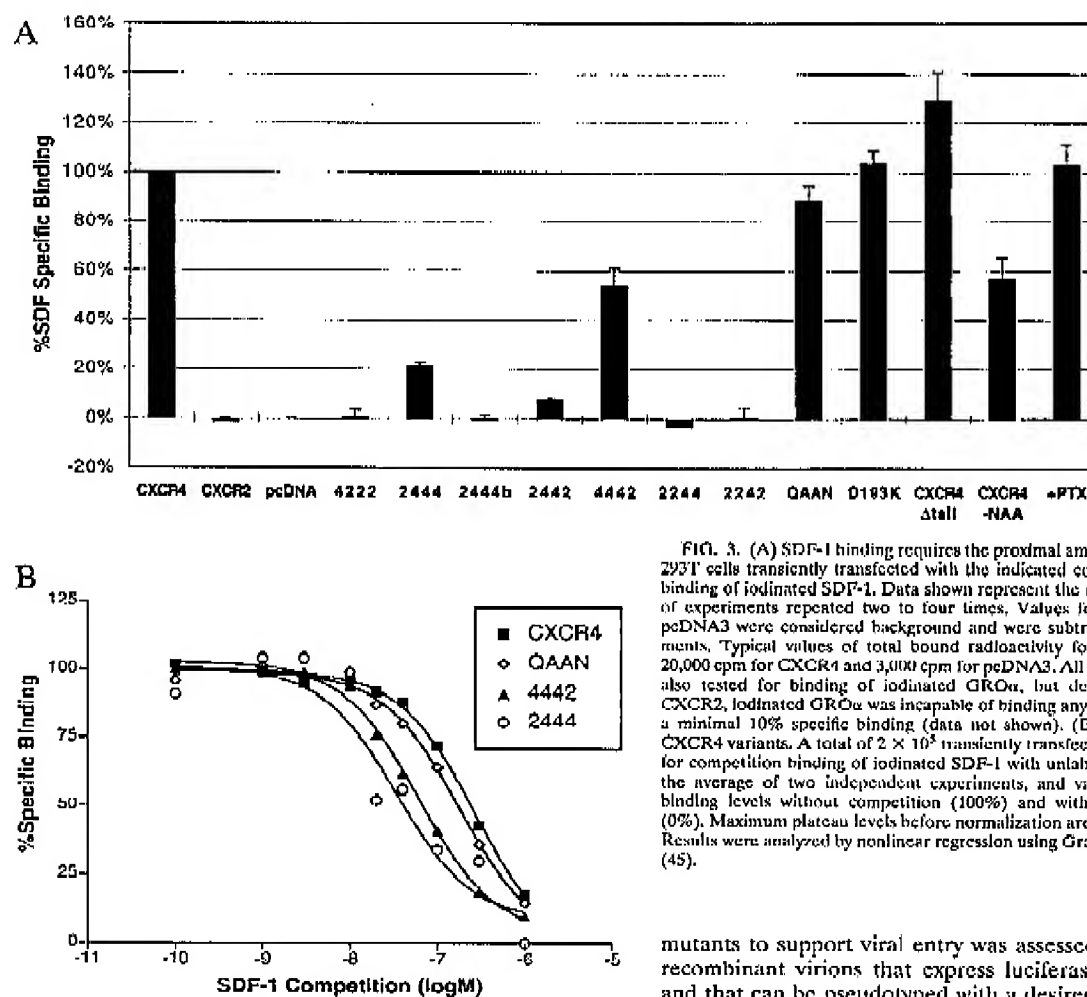 A
160%
140%
120%
100%
80%
60%
40%
20%
0%
-20%
%SDF Specific Binding
CXCR4 CXCR2 pcDNA 4222 2444 2444b 2442 4442 2244 2242 QAAN D193K CXCR4 Δtail CXCR4 -NAA +PTX
B
125
100
75
50
25
0
%Specific Binding
-11 -10 -9 -8 -7 -6 -5
SDF-1 Competition (logM)
CXCR4
QAAN
4442
2444
FIG. 3. (A) SDF-1 binding requires the proximal am
293T cells transiently transfected with the indicated co
binding of iodinated SDF-1. Data shown represent the
of experiments repeated two to four times. Values fo
pcDNA3 were considered background and were subtr
ments. Typical values of total bound radioactivity fo
20,000 cpm for CXCR4 and 3,000 cpm for pcDNA3. All
also tested for binding of iodinated GROα, but de
CXCR2, iodinated GROα was incapable of binding any
a minimal 10% specific binding (data not shown). (B
CXCR4 variants. A total of 2 × 10⁵ transiently transfec
for competition binding of iodinated SDF-1 with unlab
the average of two independent experiments, and va
binding levels without competition (100%) and with
(0%). Maximum plateau levels before normalization are
Results were analyzed by nonlinear regression using Gra
(45).
mutants to support viral entry was assessed
recombinant virions that express luciferas
and that can be pseudotyped with a desired